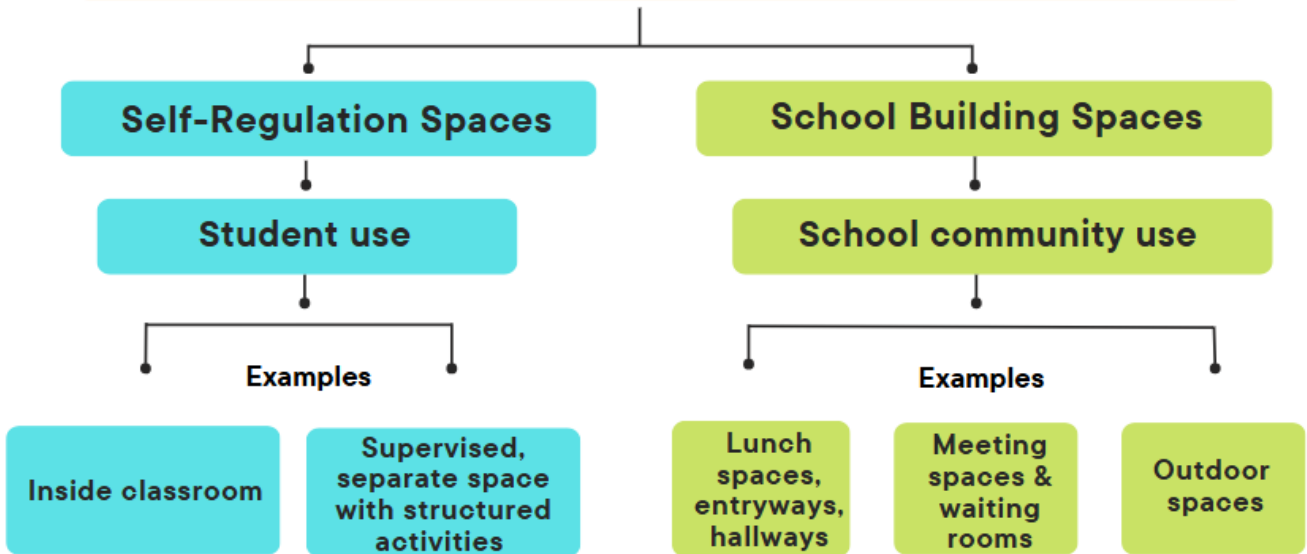 Self-Regulation Spaces
School Building Spaces
Student use
School community use
Examples
Examples
Inside classroom
Supervised,
separate space
with structured
activities
Lunch
spaces,
entryways,
hallways
Meeting
spaces &
waiting
rooms
Outdoor
spaces